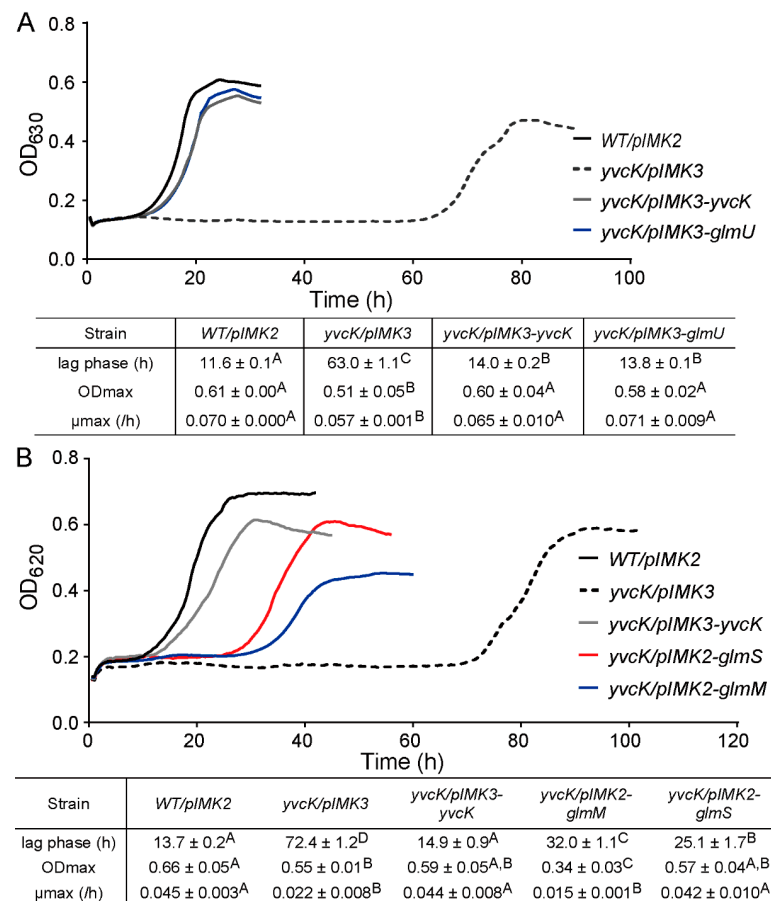 A
0.8
0.6
0.4
0.2
0.0
OD630
0 20 40 60 80 100
Time (h)
WT/pIMK2
yvcK/pIMK3
yvcK/pIMK3-yvcK
yvcK/pIMK3-glmU
Strain WT/pIMK2 yvcK/pIMK3 yvcK/pIMK3-yvcK yvcK/pIMK3-glmU
lag phase (h) 11.6 ± 0.1A 63.0 ± 1.1C 14.0 ± 0.2B 13.8 ± 0.1B
ODmax 0.61 ± 0.00A 0.51 ± 0.05B 0.60 ± 0.04A 0.58 ± 0.02A
µmax (/h) 0.070 ± 0.000A 0.057 ± 0.001B 0.065 ± 0.010A 0.071 ± 0.009A
B
0.8
0.6
0.4
0.2
0.0
OD620
0 20 40 60 80 100 120
Time (h)
WT/pIMK2
yvcK/pIMK3
yvcK/pIMK3-yvcK
yvcK/pIMK2-glmS
yvcK/pIMK2-glmM
Strain WT/pIMK2 yvcK/pIMK3 yvcK/pIMK3- yvcK/pIMK2- yvcK/pIMK2-
yvcK glmM glmS
lag phase (h) 13.7 ± 0.2A 72.4 ± 1.2D 14.9 ± 0.9A 32.0 ± 1.1C 25.1 ± 1.7B
ODmax 0.66 ± 0.05A 0.55 ± 0.01B 0.59 ± 0.05A,B 0.34 ± 0.03C 0.57 ± 0.04A,B
µmax (/h) 0.045 ± 0.003A 0.022 ± 0.008B 0.044 ± 0.008A 0.015 ± 0.001B 0.042 ± 0.010A